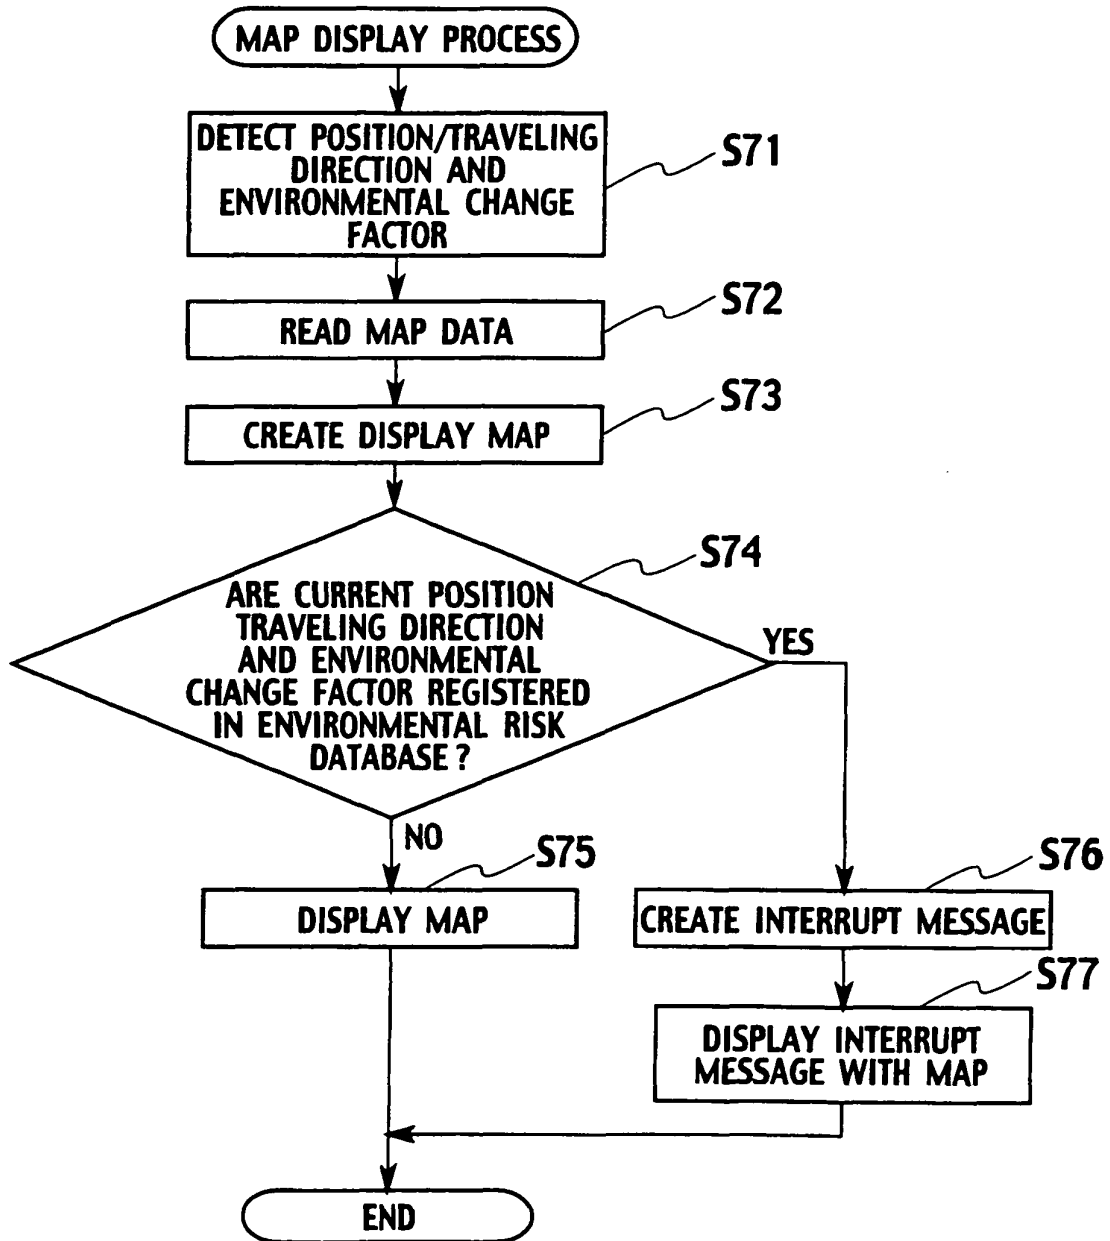 MAP DISPLAY PROCESS
DETECT POSITION/TRAVELING
DIRECTION AND
ENVIRONMENTAL CHANGE
FACTOR
S71
READ MAP DATA
S72
CREATE DISPLAY MAP
S73
ARE CURRENT POSITION
TRAVELING DIRECTION
AND ENVIRONMENTAL
CHANGE FACTOR REGISTERED
IN ENVIRONMENTAL RISK
DATABASE ?
S74
YES
NO
DISPLAY MAP
S75
CREATE INTERRUPT MESSAGE
S76
DISPLAY INTERRUPT
MESSAGE WITH MAP
S77
END